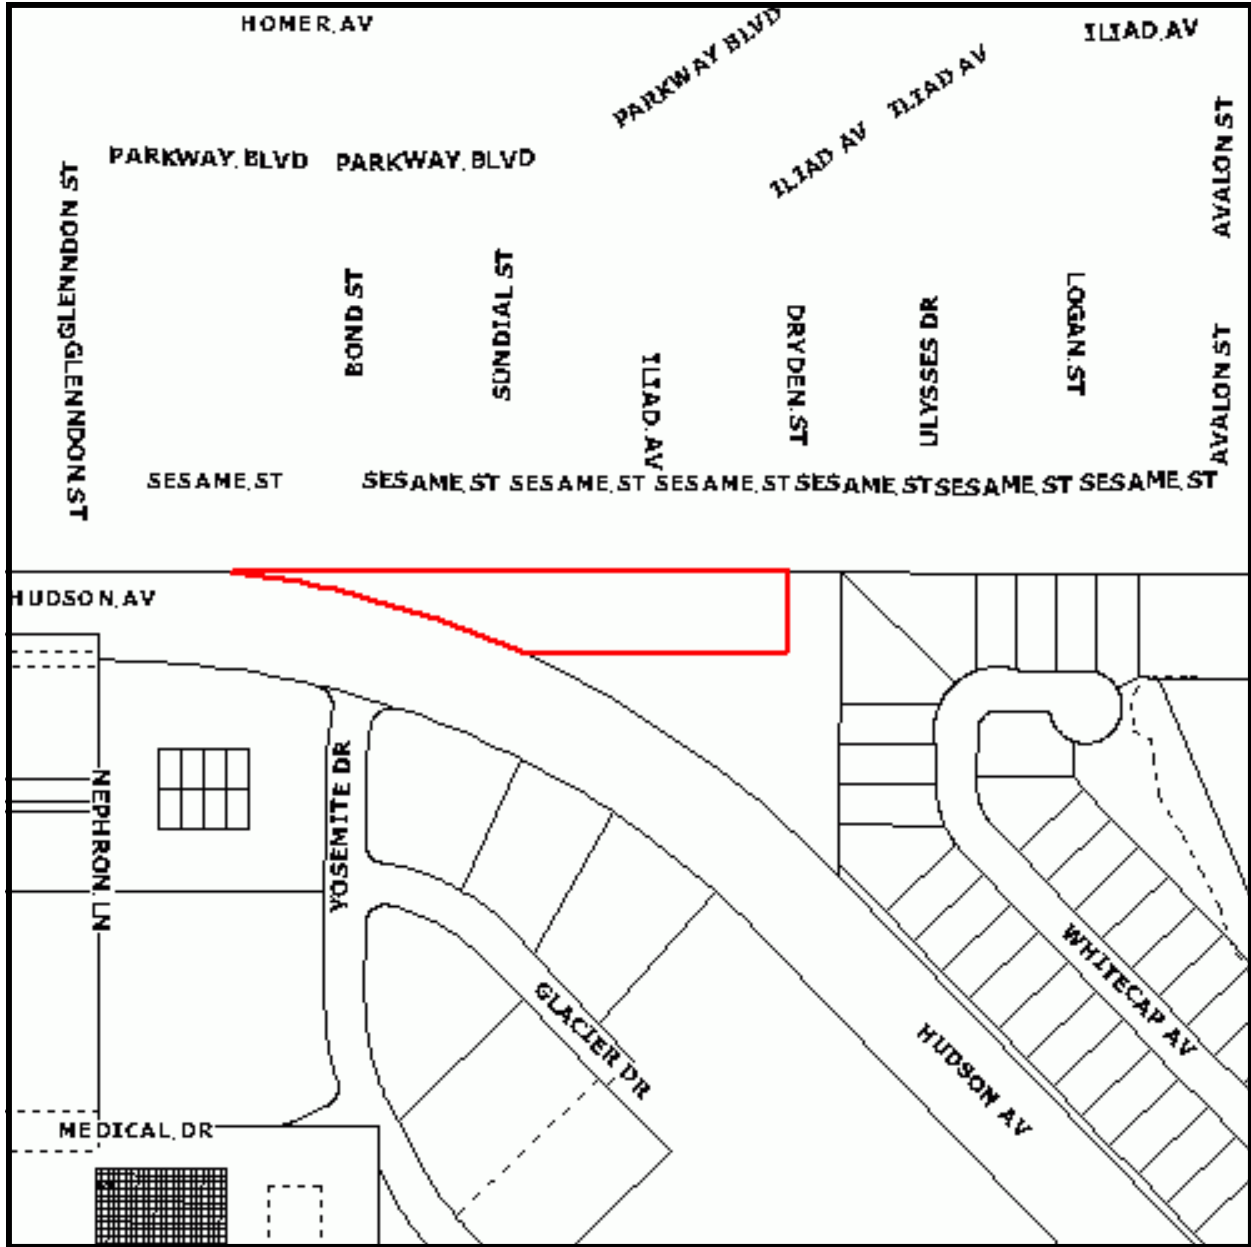 HOMER AV
ILIAD AV
PARKWAY BLVD
ILIAD AV
ILIAD AV
AVALON ST
PARKWAY BLVD
PARKWAY BLVD
GLENNDON ST
GLENNDON ST
BOND ST
SUNDIAL ST
ILIAD AV
DRYDEN ST
ULYSSES DR
LOGAN ST
AVALON ST
SESAME ST
SESAME ST
SESAME ST
SESAME ST
SESAME ST
SESAME ST
SESAME ST
HUDSON AV
NEPHRON LN
YOSEMITE DR
GLACIER DR
WHITECAP AV
HUDSON AV
MEDICAL DR